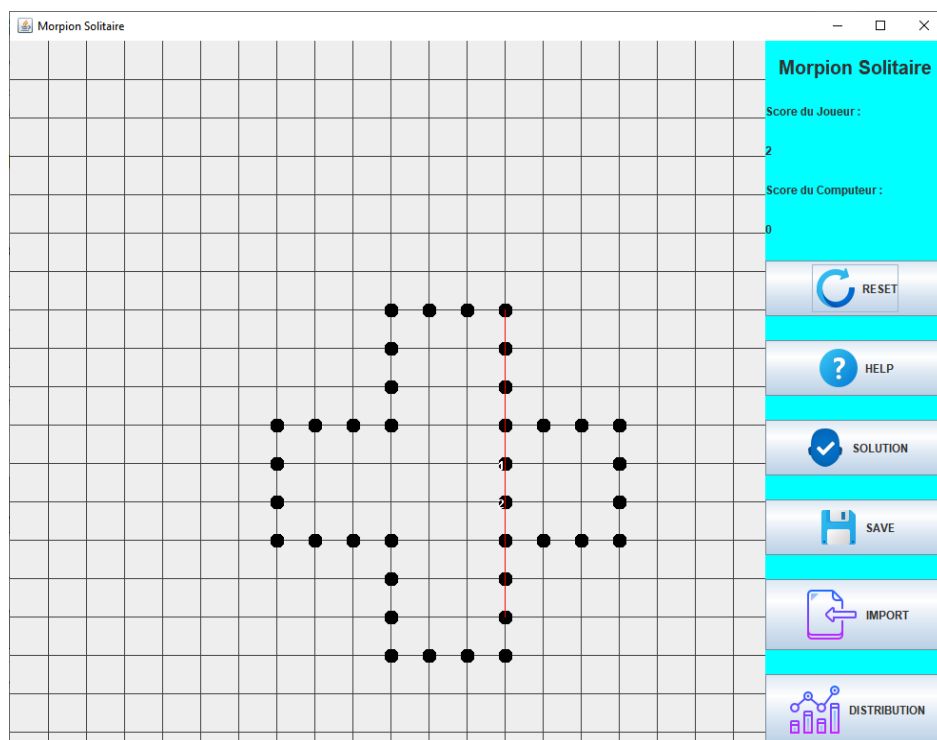 Morpion Solitaire
Morpion Solitaire
Score du Joueur :
2
Score du Computeur :
0
RESET
HELP
SOLUTION
SAVE
IMPORT
DISTRIBUTION
1
2